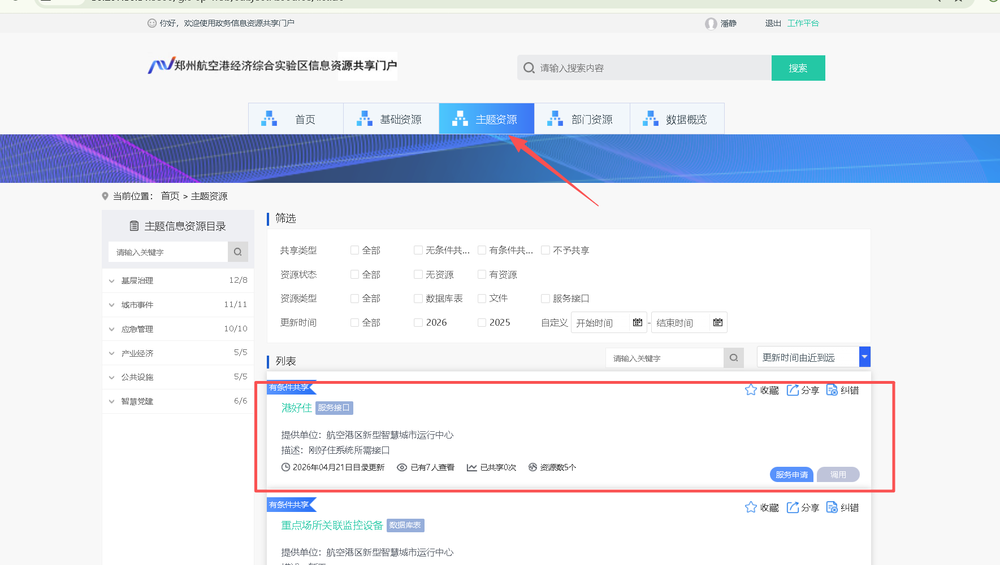 你好，欢迎使用政务信息资源共享门户
潘静 退出 工作平台
郑州航空港经济综合实验区信息资源共享门户
请输入搜索内容 搜索
首页 基础资源 主题资源 部门资源 数据概览
当前位置： 首页 > 主题资源
主题信息资源目录
请输入关键字
基层治理 12/8
城市事件 11/11
应急管理 10/10
产业经济 5/5
公共设施 5/5
智慧党建 6/6
筛选
共享类型 全部 无条件共... 有条件共... 不予共享
资源状态 全部 无资源 有资源
资源类型 全部 数据库表 文件 服务接口
更新时间 全部 2026 2025 自定义 开始时间 - 结束时间
列表 请输入关键字 更新时间由近到远
有条件共享 收藏 分享 纠错
港好住 服务接口
提供单位：航空港区新型智慧城市运行中心
描述：刚好住系统所需接口
2026年04月21日目录更新 已有7人查看 已共享0次 资源数5个
服务申请 调用
有条件共享 收藏 分享 纠错
重点场所关联监控设备 数据库表
提供单位：航空港区新型智慧城市运行中心